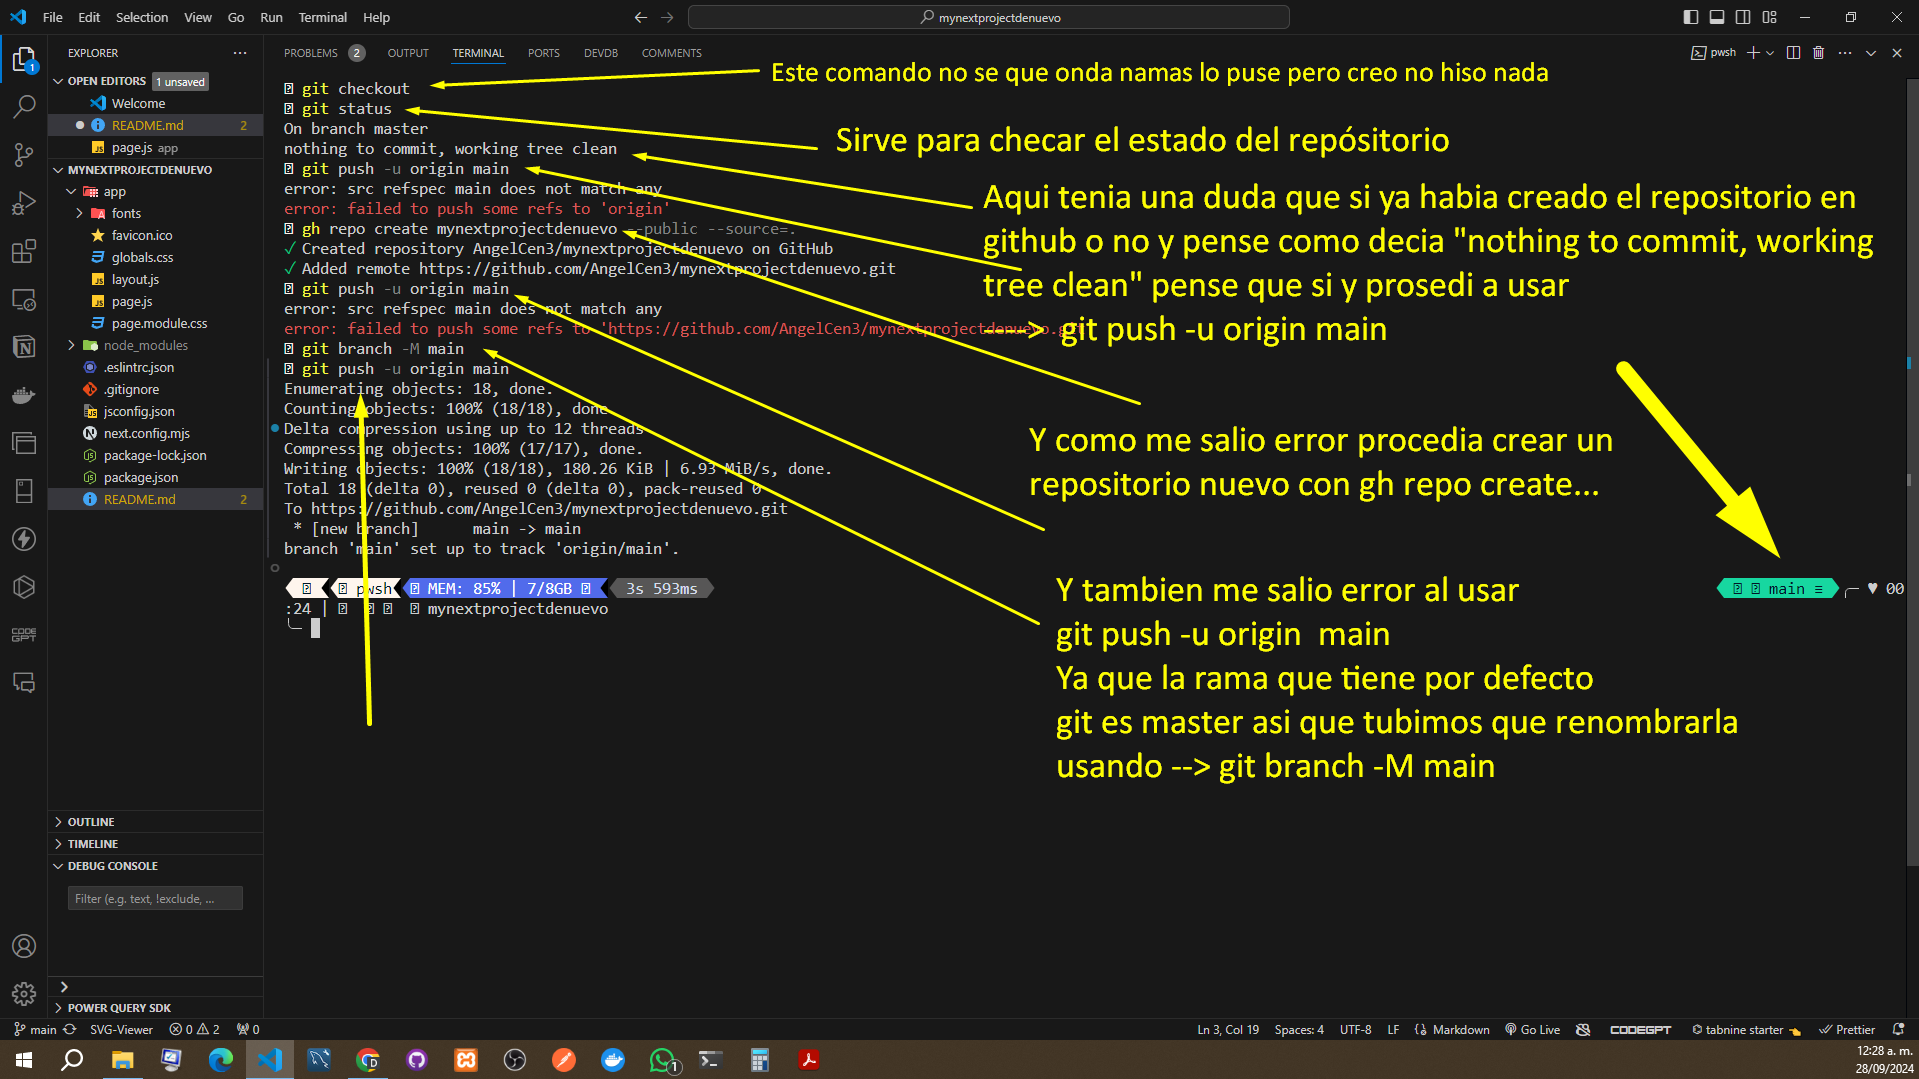 File Edit Selection View Go Run Terminal Help
mynextprojectdenuevo
EXPLORER
OPEN EDITORS 1 unsaved
Welcome
README.md 2
page.js app
MYNEXTPROJECTDENUEVO
app
fonts
favicon.ico
globals.css
layout.js
page.js
page.module.css
node_modules
.eslintrc.json
.gitignore
jsconfig.json
next.config.mjs
package-lock.json
package.json
README.md 2
OUTLINE
TIMELINE
DEBUG CONSOLE
Filter (e.g. text, !exclude, ...
POWER QUERY SDK
PROBLEMS 2 OUTPUT TERMINAL PORTS DEVDB COMMENTS
pwsh
git checkout
git status
On branch master
nothing to commit, working tree clean
git push -u origin main
error: src refspec main does not match any
error: failed to push some refs to 'origin'
gh repo create mynextprojectdenuevo --public --source=.
✓ Created repository AngelCen3/mynextprojectdenuevo on GitHub
✓ Added remote https://github.com/AngelCen3/mynextprojectdenuevo.git
git push -u origin main
error: src refspec main does not match any
error: failed to push some refs to 'https://github.com/AngelCen3/mynextprojectdenuevo.git'
git branch -M main
git push -u origin main
Enumerating objects: 18, done.
Counting objects: 100% (18/18), done.
Delta compression using up to 12 threads
Compressing objects: 100% (17/17), done.
Writing objects: 100% (18/18), 180.26 KiB | 6.93 MiB/s, done.
Total 18 (delta 0), reused 0 (delta 0), pack-reused 0
To https://github.com/AngelCen3/mynextprojectdenuevo.git
* [new branch] main -> main
branch 'main' set up to track 'origin/main'.
pwsh MEM: 85% | 7/8GB 3s 593ms
main ≡ ♥ 00
:24 | mynextprojectdenuevo
Este comando no se que onda namas lo puse pero creo no hiso nada
Sirve para checar el estado del repósitorio
Aqui tenia una duda que si ya habia creado el repositorio en
github o no y pense como decia "nothing to commit, working
tree clean" pense que si y prosedi a usar
---> git push -u origin main
Y como me salio error procedia crear un
repositorio nuevo con gh repo create...
Y tambien me salio error al usar
git push -u origin main
Ya que la rama que tiene por defecto
git es master asi que tubimos que renombrarla
usando --> git branch -M main
main SVG-Viewer 0 2 0
Ln 3, Col 19 Spaces: 4 UTF-8 LF Markdown Go Live CODEGPT tabnine starter Prettier
CODE
GPT
1
1
12:28 a. m.
28/09/2024